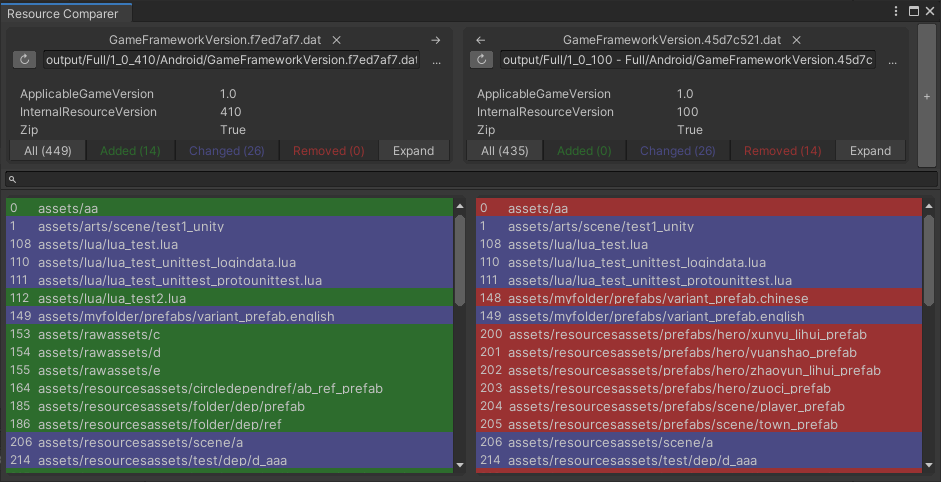 Resource Comparer
GameFrameworkVersion.f7ed7af7.dat
output/Full/1_0_410/Android/GameFrameworkVersion.f7ed7af7.dat ...
ApplicableGameVersion 1.0
InternalResourceVersion 410
Zip True
All (449) Added (14) Changed (26) Removed (0) Expand
GameFrameworkVersion.45d7c521.dat
output/Full/1_0_100 - Full/Android/GameFrameworkVersion.45d7c ...
ApplicableGameVersion 1.0
InternalResourceVersion 100
Zip True
All (435) Added (0) Changed (26) Removed (14) Expand
+
0 assets/aa
1 assets/arts/scene/test1_unity
108 assets/lua/lua_test.lua
110 assets/lua/lua_test_unittest_logindata.lua
111 assets/lua/lua_test_unittest_protounittest.lua
112 assets/lua/lua_test2.lua
149 assets/myfolder/prefabs/variant_prefab.english
153 assets/rawassets/c
154 assets/rawassets/d
155 assets/rawassets/e
164 assets/resourcesassets/circledependref/ab_ref_prefab
185 assets/resourcesassets/folder/dep/prefab
186 assets/resourcesassets/folder/dep/ref
206 assets/resourcesassets/scene/a
214 assets/resourcesassets/test/dep/d_aaa
0 assets/aa
1 assets/arts/scene/test1_unity
108 assets/lua/lua_test.lua
110 assets/lua/lua_test_unittest_logindata.lua
111 assets/lua/lua_test_unittest_protounittest.lua
148 assets/myfolder/prefabs/variant_prefab.chinese
149 assets/myfolder/prefabs/variant_prefab.english
200 assets/resourcesassets/prefabs/hero/xunyu_lihui_prefab
201 assets/resourcesassets/prefabs/hero/yuanshao_prefab
202 assets/resourcesassets/prefabs/hero/zhaoyun_lihui_prefab
203 assets/resourcesassets/prefabs/hero/zuoci_prefab
204 assets/resourcesassets/prefabs/scene/player_prefab
205 assets/resourcesassets/prefabs/scene/town_prefab
206 assets/resourcesassets/scene/a
214 assets/resourcesassets/test/dep/d_aaa